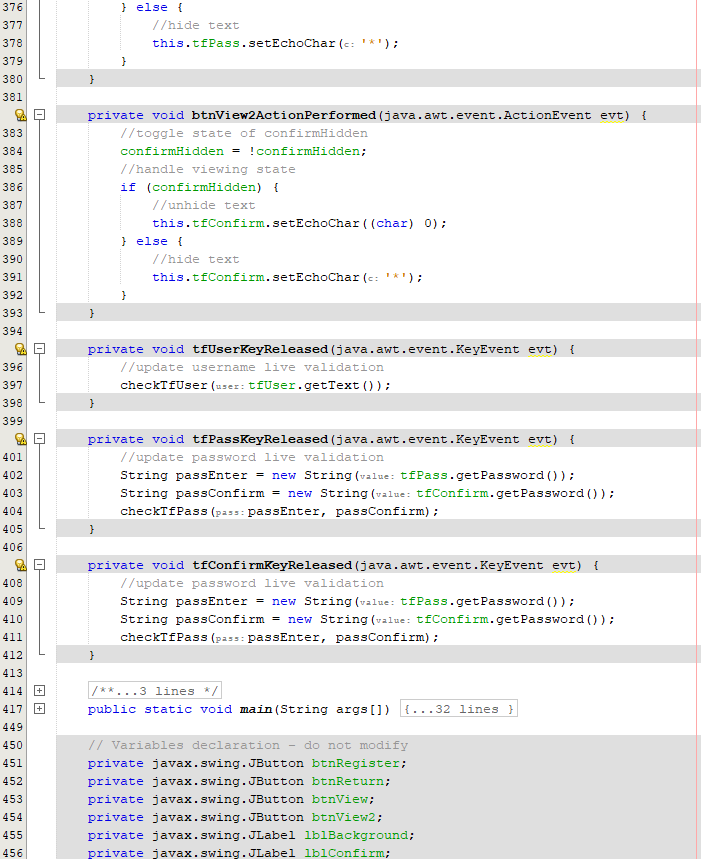 376 } else {
377 //hide text
378 this.tfPass.setEchoChar(c: '*');
379 }
380 }
381
private void btnView2ActionPerformed(java.awt.event.ActionEvent evt) {
383 //toggle state of confirmHidden
384 confirmHidden = !confirmHidden;
385 //handle viewing state
386 if (confirmHidden) {
387 //unhide text
388 this.tfConfirm.setEchoChar((char) 0);
389 } else {
390 //hide text
391 this.tfConfirm.setEchoChar(c: '*');
392 }
393 }
394
private void tfUserKeyReleased(java.awt.event.KeyEvent evt) {
396 //update username live validation
397 checkTfUser(user: tfUser.getText());
398 }
399
private void tfPassKeyReleased(java.awt.event.KeyEvent evt) {
401 //update password live validation
402 String passEnter = new String(value: tfPass.getPassword());
403 String passConfirm = new String(value: tfConfirm.getPassword());
404 checkTfPass(pass: passEnter, passConfirm);
405 }
406
private void tfConfirmKeyReleased(java.awt.event.KeyEvent evt) {
408 //update password live validation
409 String passEnter = new String(value: tfPass.getPassword());
410 String passConfirm = new String(value: tfConfirm.getPassword());
411 checkTfPass(pass: passEnter, passConfirm);
412 }
413
414 /**...3 lines */
417 public static void main(String args[]) {...32 lines }
449
450 // Variables declaration - do not modify
451 private javax.swing.JButton btnRegister;
452 private javax.swing.JButton btnReturn;
453 private javax.swing.JButton btnView;
454 private javax.swing.JButton btnView2;
455 private javax.swing.JLabel lblBackground;
456 private javax.swing.JLabel lblConfirm;